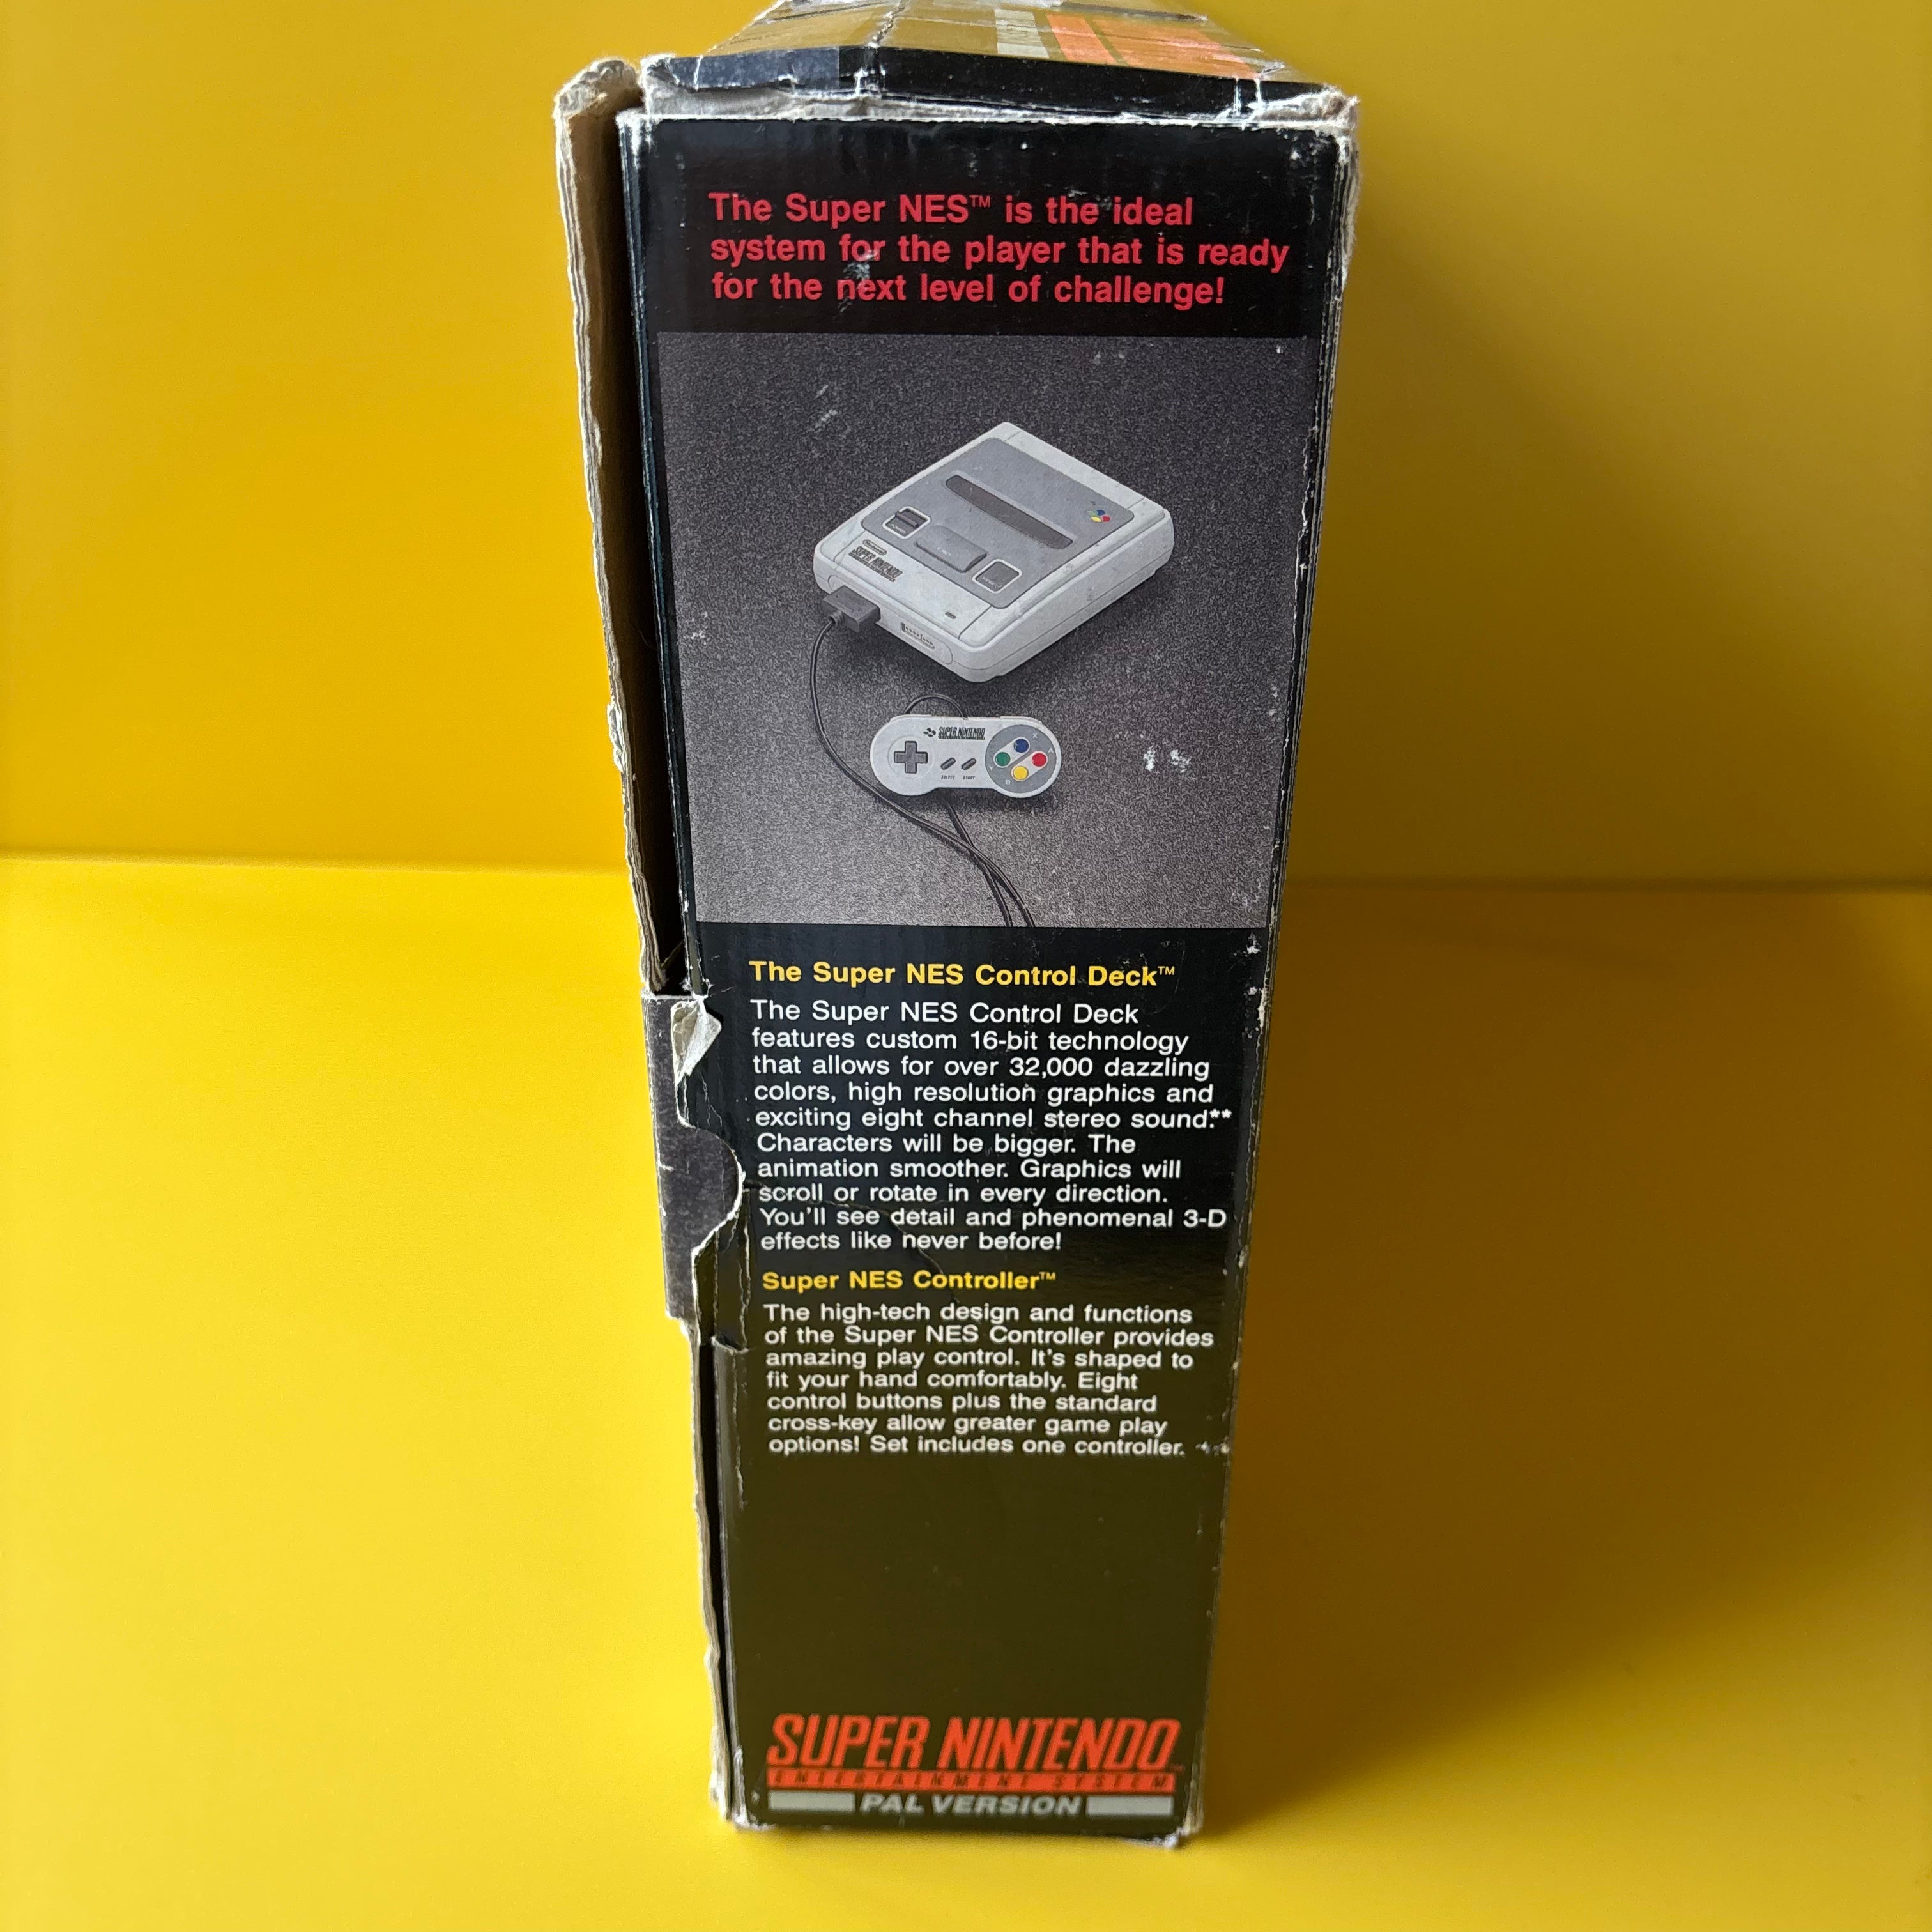 The Super NES™ is the ideal
system for the player that is ready
for the next level of challenge!
SUPER NINTENDO
SUPER NINTENDO
SELECT START
The Super NES Control Deck™
The Super NES Control Deck
features custom 16-bit technology
that allows for over 32,000 dazzling
colors, high resolution graphics and
exciting eight channel stereo sound.**
Characters will be bigger. The
animation smoother. Graphics will
scroll or rotate in every direction.
You'll see detail and phenomenal 3-D
effects like never before!
Super NES Controller™
The high-tech design and functions
of the Super NES Controller provides
amazing play control. It's shaped to
fit your hand comfortably. Eight
control buttons plus the standard
cross-key allow greater game play
options! Set includes one controller.
SUPER NINTENDO™
ENTERTAINMENT SYSTEM
PAL VERSION